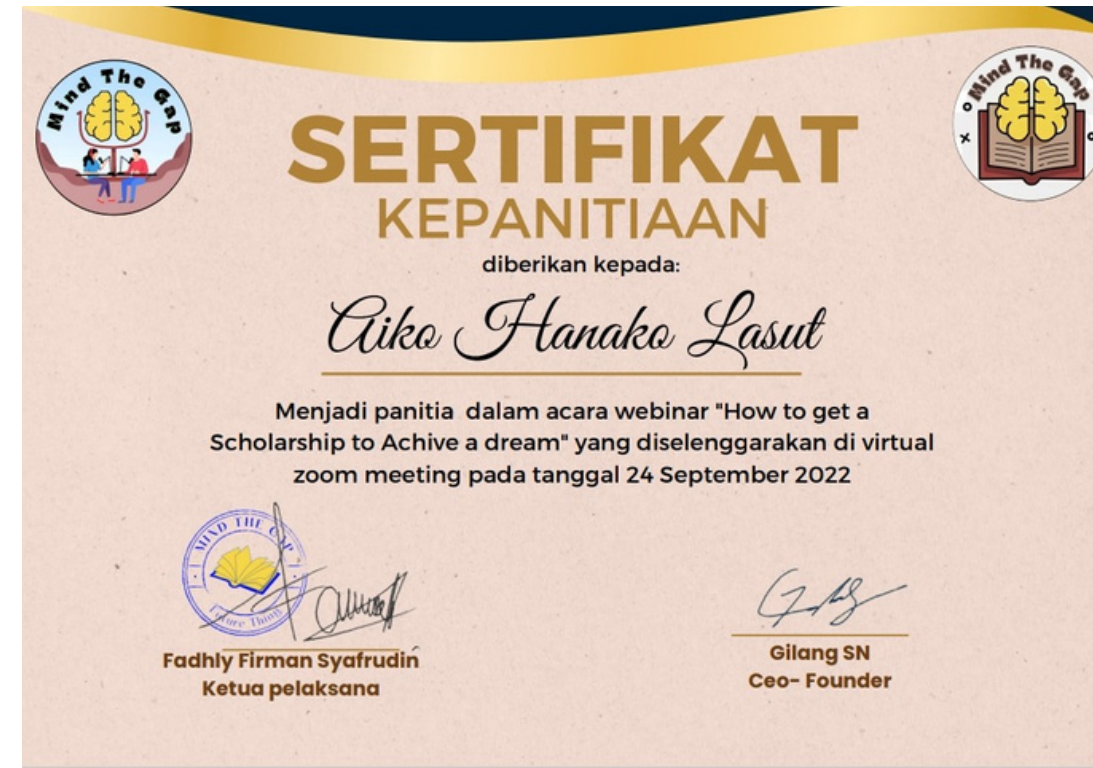 Mind The Gap
Mind The Gap
SERTIFIKAT
KEPANITIAAN
diberikan kepada:
Aiko Hanako Lasut
Menjadi panitia dalam acara webinar "How to get a
Scholarship to Achive a dream" yang diselenggarakan di virtual
zoom meeting pada tanggal 24 September 2022
MIND THE GAP
Future Things
Fadhly Firman Syafrudin
Ketua pelaksana
Gilang SN
Ceo- Founder